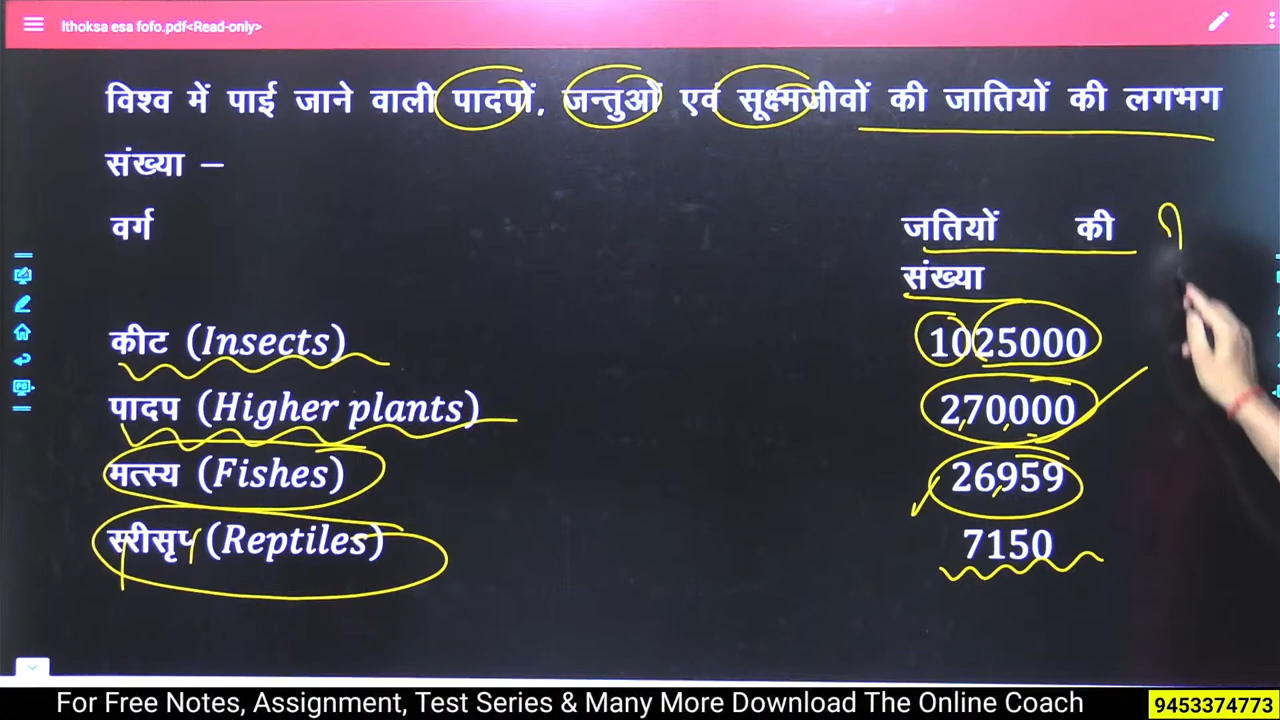 Ithoksa esa fofo.pdf<Read-only>
विश्व में पाई जाने वाली पादपों, जन्तुओं एवं सूक्ष्मजीवों की जातियों की लगभग
संख्या –
वर्ग जतियों की
संख्या
कीट (Insects) 1025000
पादप (Higher plants) 270000
मत्स्य (Fishes) 26959
सरीसृप (Reptiles) 7150
For Free Notes, Assignment, Test Series & Many More Download The Online Coach 9453374773